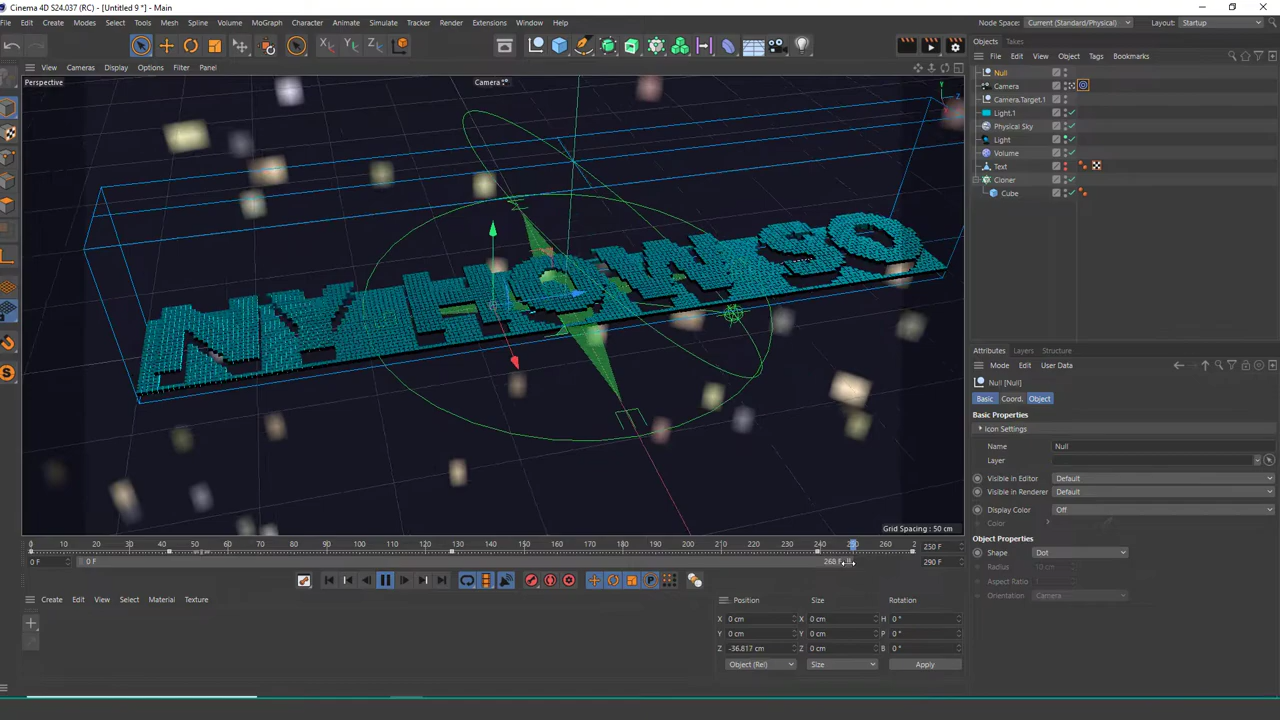 Cinema 4D S24.037 (RC) - [Untitled 9 *] - Main
File Edit Create Modes Select Tools Mesh Spline Volume MoGraph Character Animate Simulate Tracker Render Extensions Window Help
Node Space: Current (Standard/Physical) Layout: Startup
View Cameras Display Options Filter Panel
Perspective
Camera
NYHOW90
Grid Spacing : 50 cm
0 10 20 30 40 50 60 70 80 90 100 110 120 130 140 150 160 170 180 190 200 210 220 230 240 250 260 2
250 F
0 F 0 F 268 F 290 F
Create Edit View Select Material Texture
Position Size Rotation
X 0 cm X 0 cm H 0 °
Y 0 cm Y 0 cm P 0 °
Z -36.817 cm Z 0 cm B 0 °
Object (Rel) Size Apply
Objects Takes
File Edit View Object Tags Bookmarks
Null
Camera
Camera.Target.1
Light.1
Physical Sky
Light
Volume
Text
Cloner
Cube
Attributes Layers Structure
Mode Edit User Data
Null [Null]
Basic Coord. Object
Basic Properties
Icon Settings
Name Null
Layer
Visible in Editor Default
Visible in Renderer Default
Display Color Off
Color
Object Properties
Shape Dot
Radius 10 cm
Aspect Ratio 1
Orientation Camera